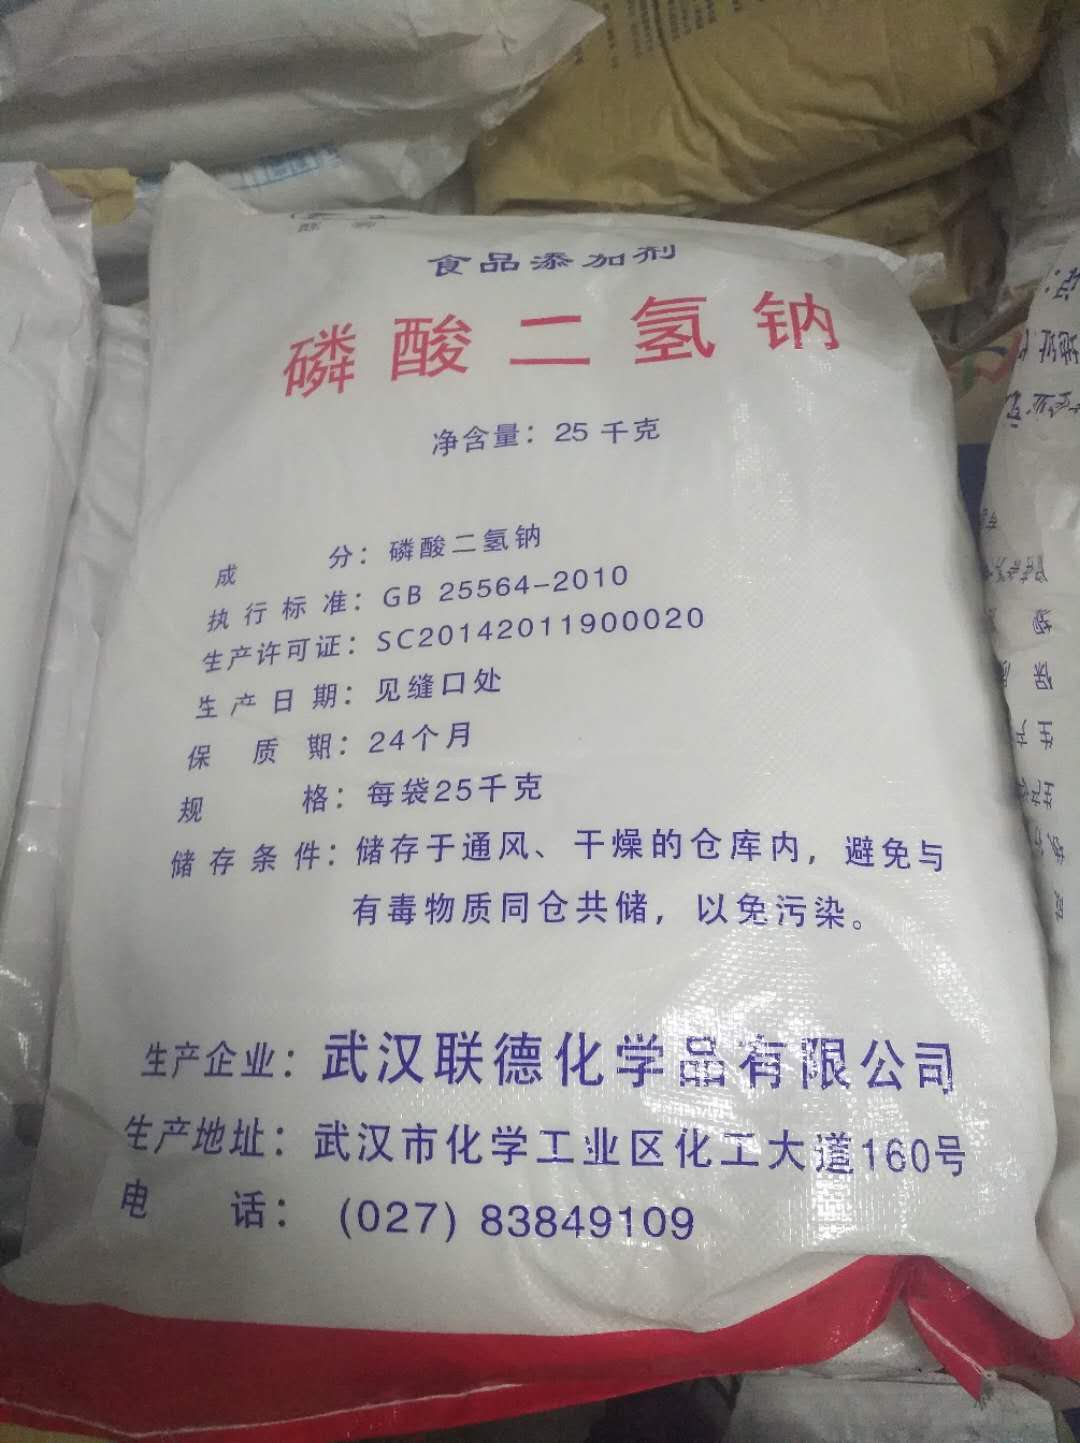 食品添加剂
磷酸二氢钠
净含量：25千克
成分：磷酸二氢钠
执行标准：GB 25564-2010
生产许可证：SC20142011900020
生产日期：见缝口处
保质期：24个月
规格：每袋25千克
储存条件：储存于通风、干燥的仓库内，避免与
有毒物质同仓共储，以免污染。
生产企业：武汉联德化学品有限公司
生产地址：武汉市化学工业区化工大道160号
电话：(027) 83849109